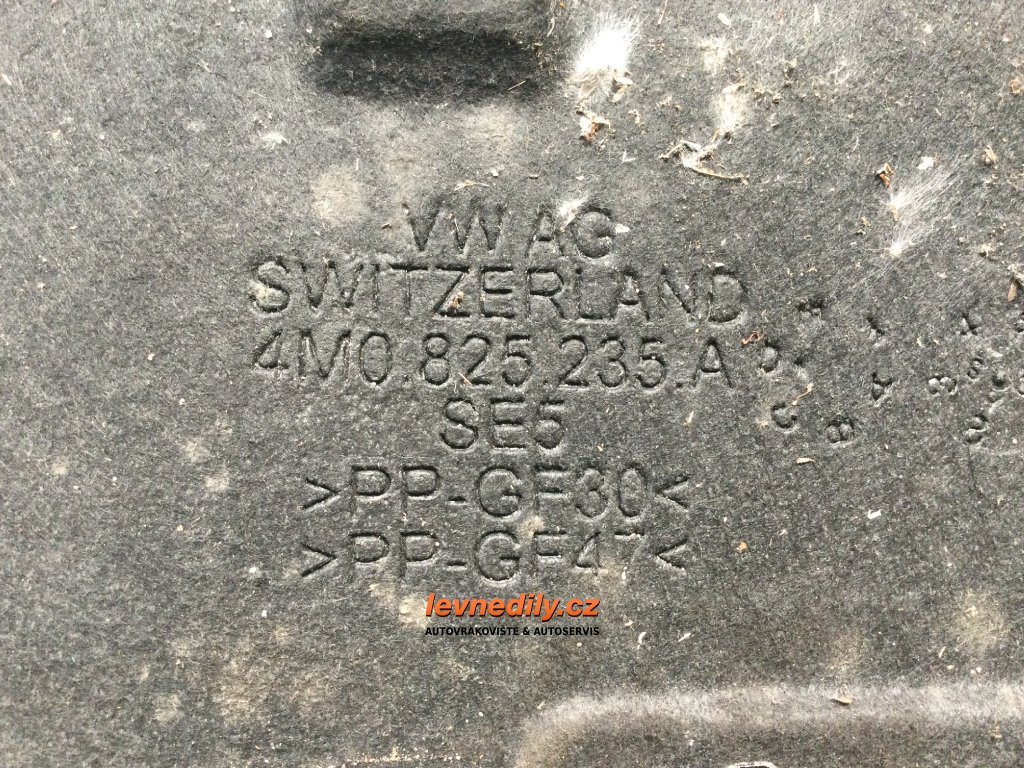 VW AG
SWITZERLAND
4M0.825.235.A
SE5
>PP-GF30<
>PP-GF47<
levnedily.cz
AUTOVRAKOVIŠTĚ & AUTOSERVIS